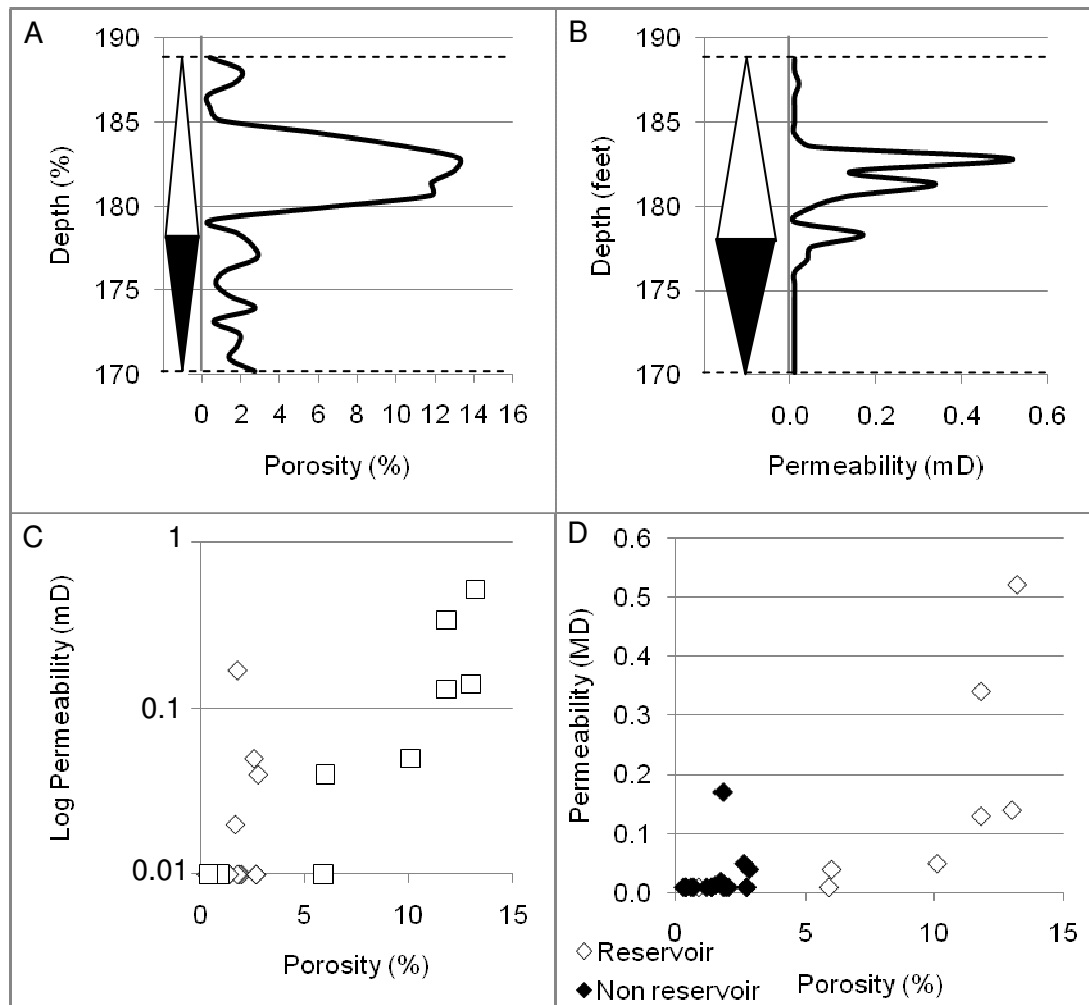 A
190
185
180
175
170
Depth (%)
0 2 4 6 8 10 12 14 16
Porosity (%)
B
190
185
180
175
170
Depth (feet)
0.0 0.2 0.4 0.6
Permeability (mD)
C
1
0.1
0.01
Log Permeability (mD)
0 5 10 15
Porosity (%)
D
0.6
0.5
0.4
0.3
0.2
0.1
0.0
Permeability (MD)
0 5 10 15
Porosity (%)
Reservoir
Non reservoir